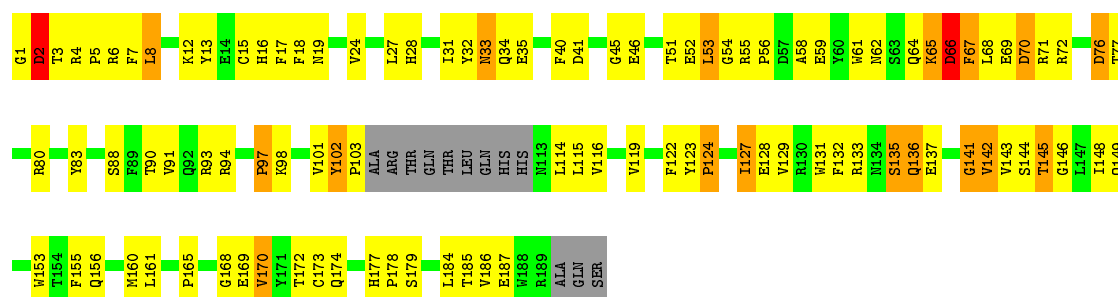 G1 D2 T3 R4 P5 R6 F7 L8 K12 Y13 E14 C15 H16 F17 F18 N19 V24 L27 H28 I31 Y32 N33 Q34 E35 F40 D41 G45 E46 T51 E52 L53 G54 R55 P56 D57 A58 E59 Y60 W61 N62 S63 Q64 K65 D66 F67 L68 E69 D70 R71 R72 D76 T77
R80 Y83 S88 F89 T90 V91 Q92 R93 R94 P97 K98 V101 Y102 P103 ALA ARG THR GLN THR LEU GLN HIS HIS N113 L114 L115 V116 V119 F122 Y123 P124 I127 E128 V129 R130 W131 F132 R133 N134 S135 Q136 E137 G141 V142 V143 S144 T145 G146 L147 I148 Q149
W153 T154 F155 Q156 M160 L161 P165 G168 E169 V170 Y171 T172 C173 Q174 H177 P178 S179 L184 T185 V186 E187 W188 R189 ALA GLN SER